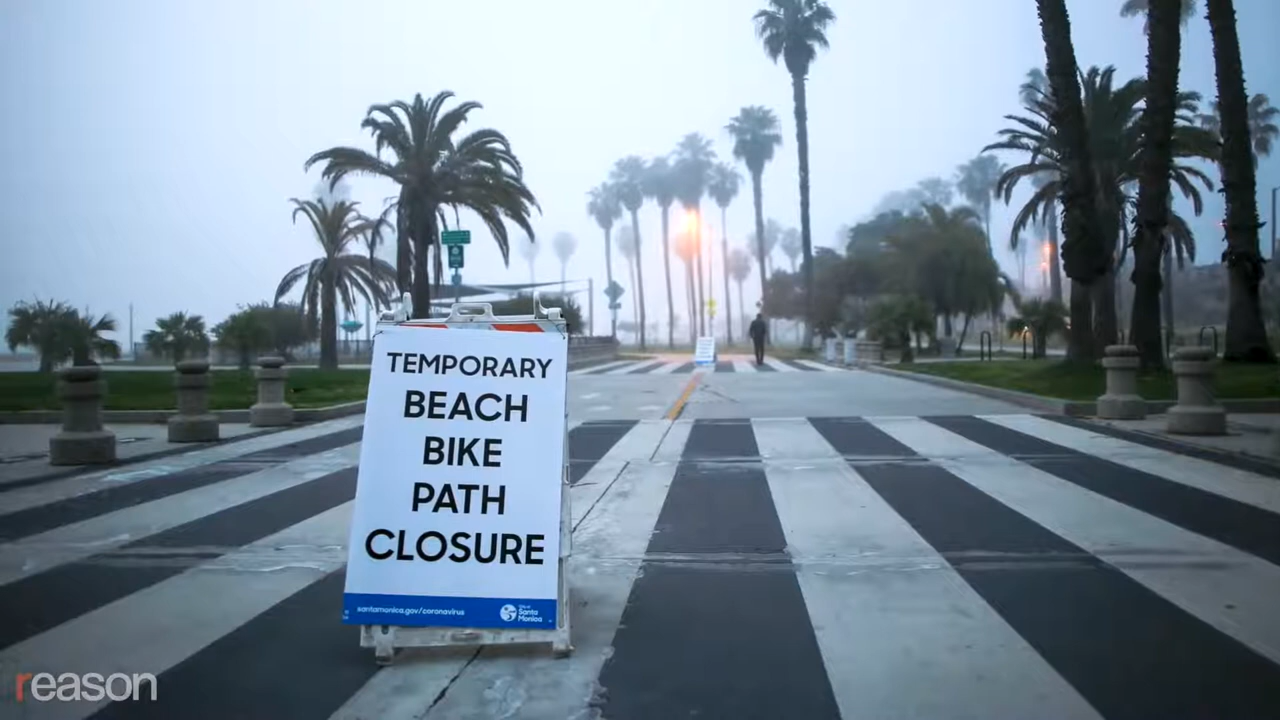 TEMPORARY
BEACH
BIKE
PATH
CLOSURE
santamonica.gov/coronavirus
City of
Santa
Monica
reason